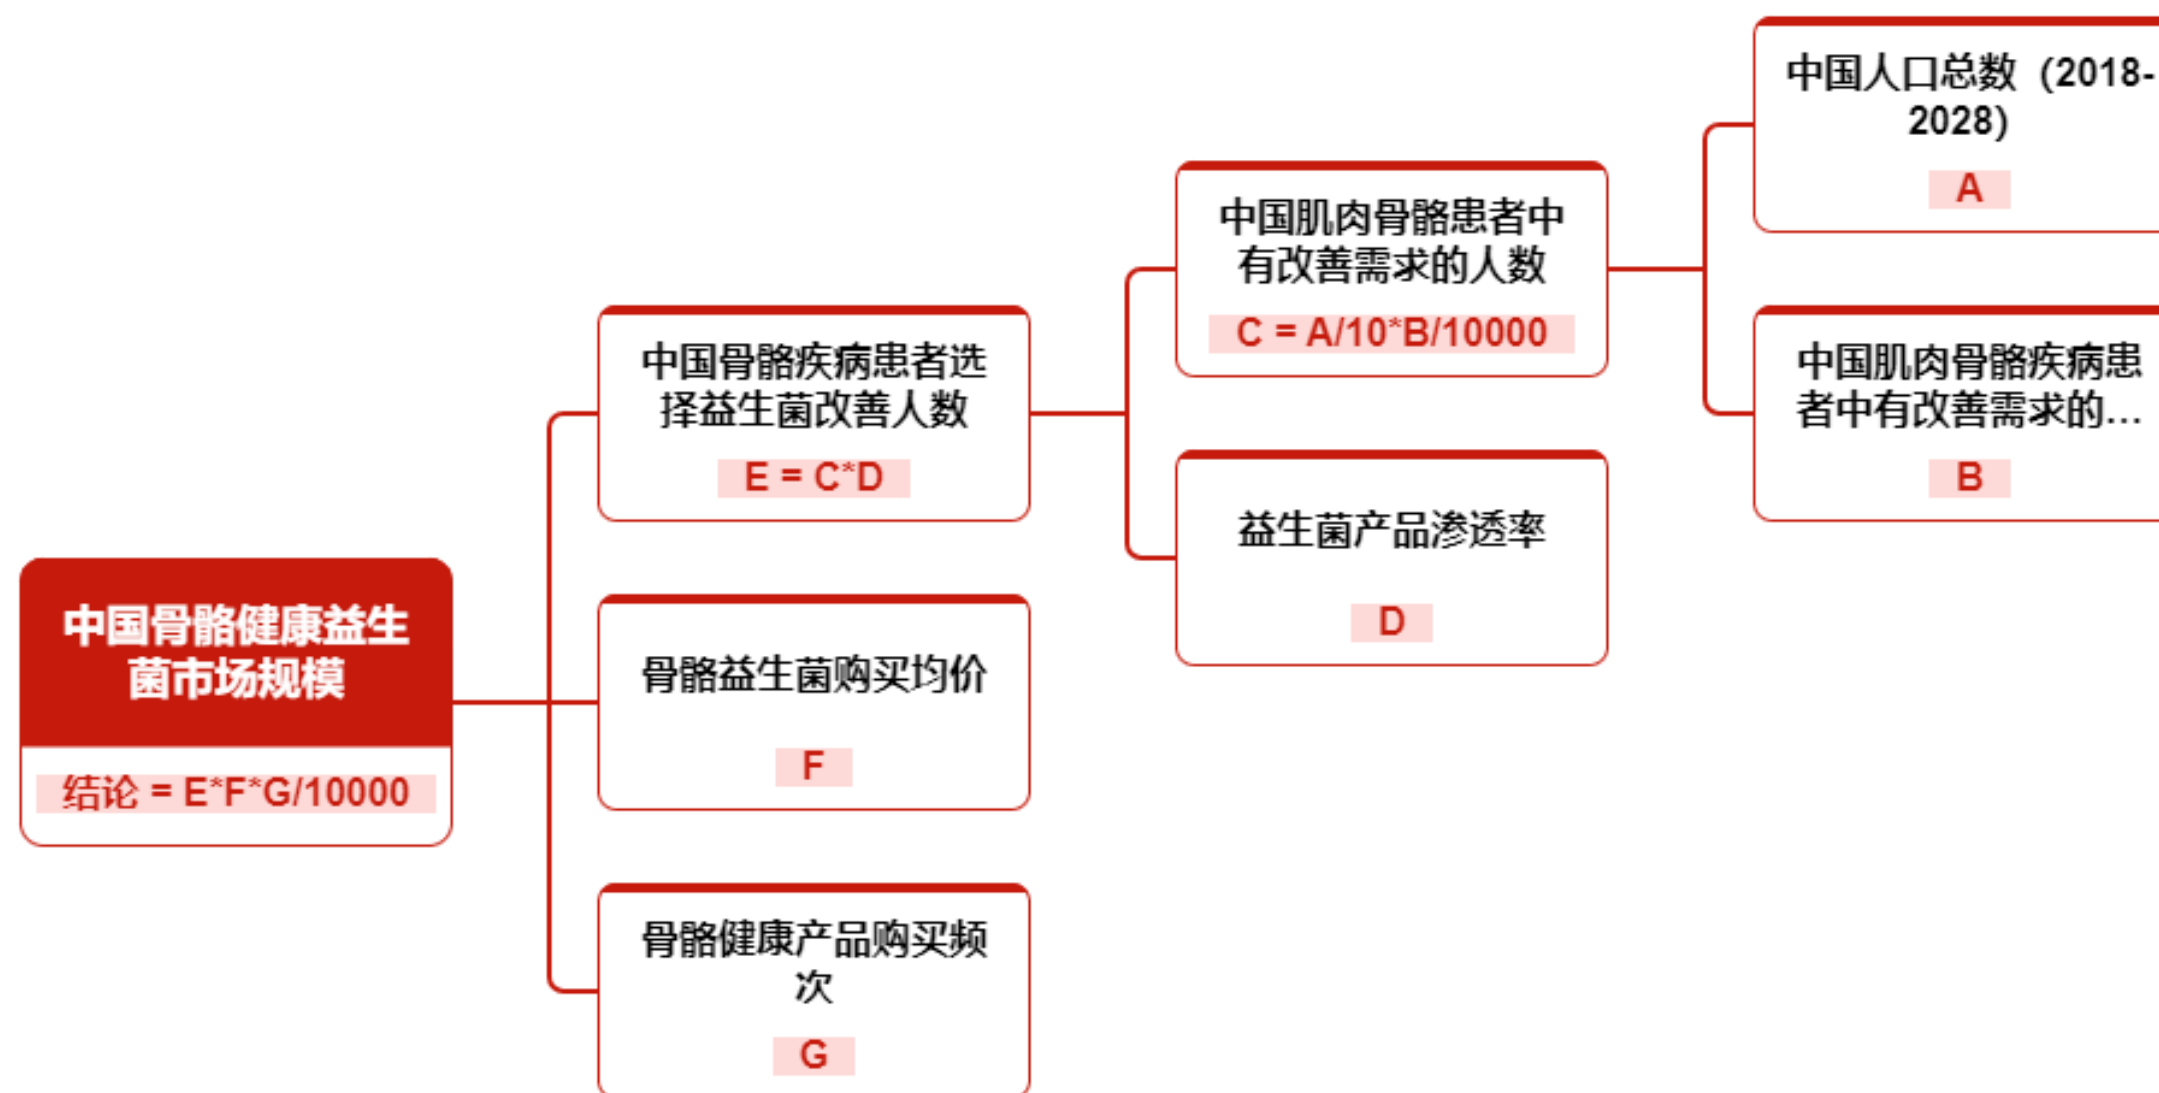 中国人口总数（2018-
2028）
A
中国肌肉骨骼患者中
有改善需求的人数
C = A/10*B/10000
中国骨骼疾病患者选
择益生菌改善人数
E = C*D
中国肌肉骨骼疾病患
者中有改善需求的...
B
益生菌产品渗透率
D
中国骨骼健康益生
菌市场规模
结论 = E*F*G/10000
骨骼益生菌购买均价
F
骨骼健康产品购买频
次
G